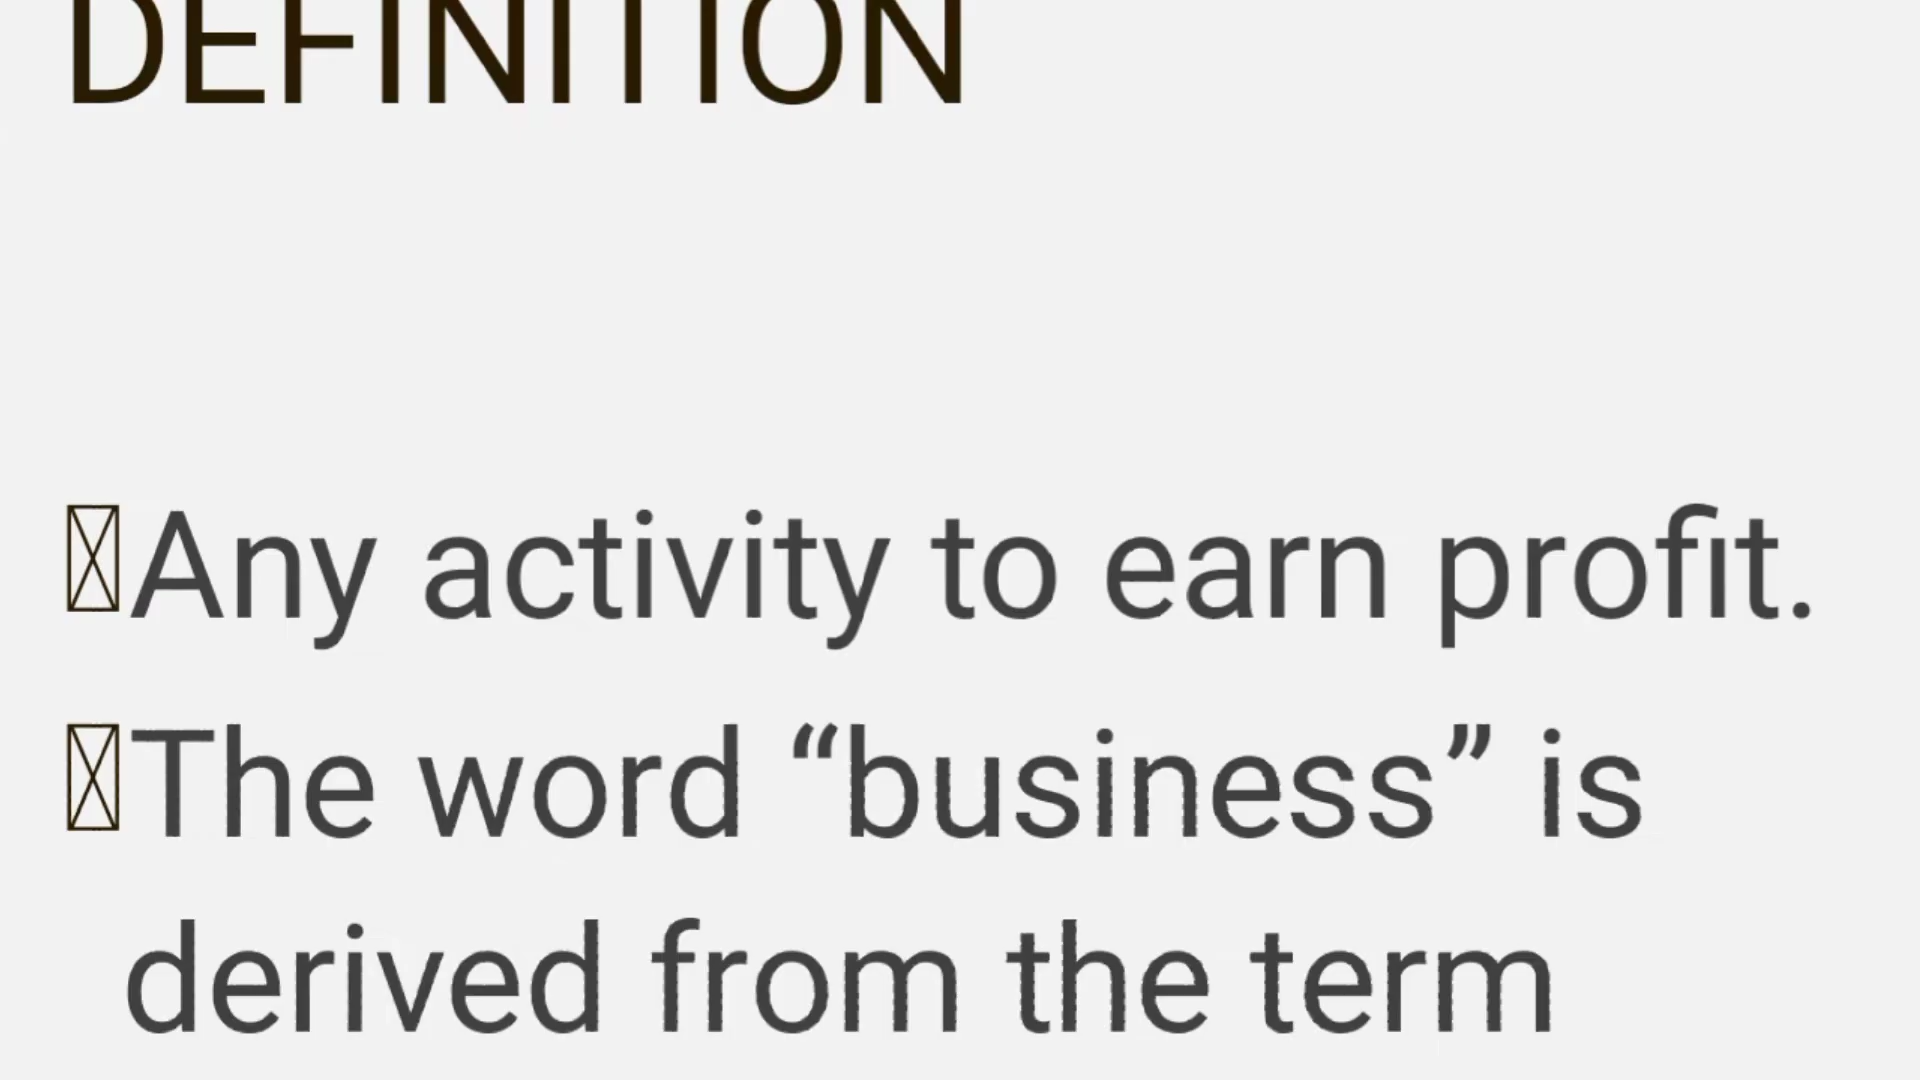 DEFINITION
Any activity to earn profit.
The word “business” is
derived from the term